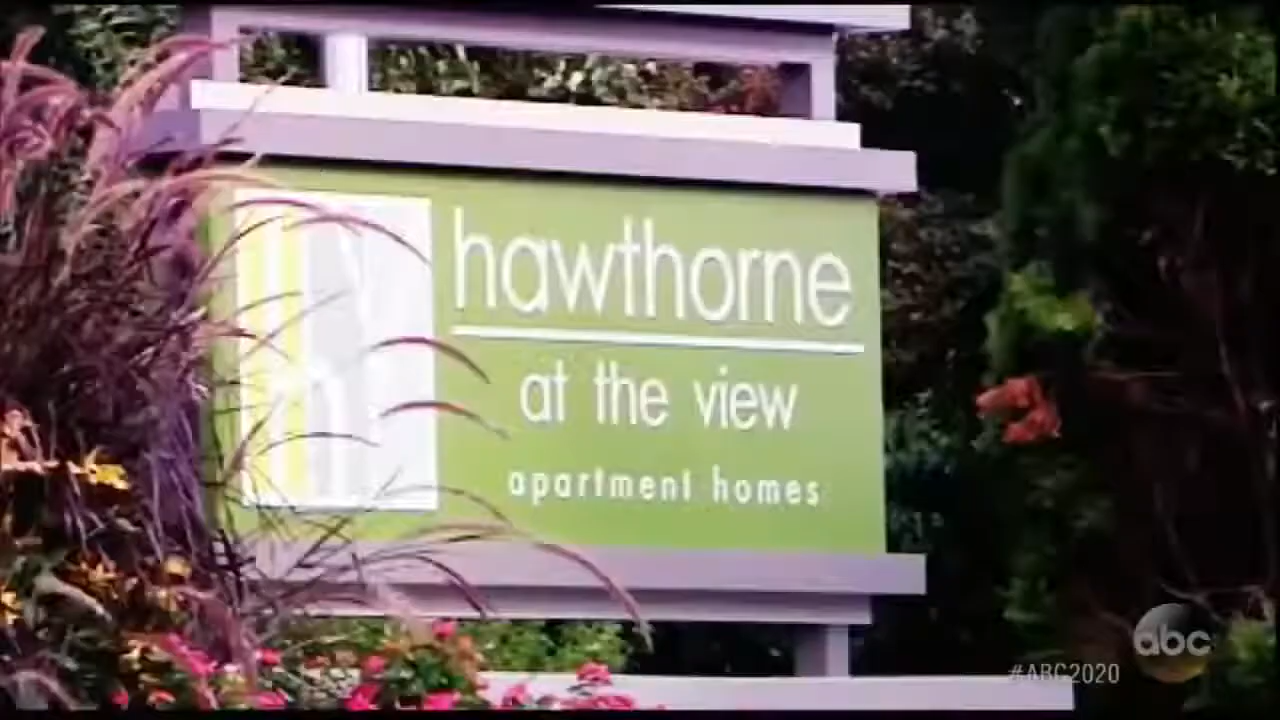 hawthorne
at the view
apartment homes
abc
#ABC2020